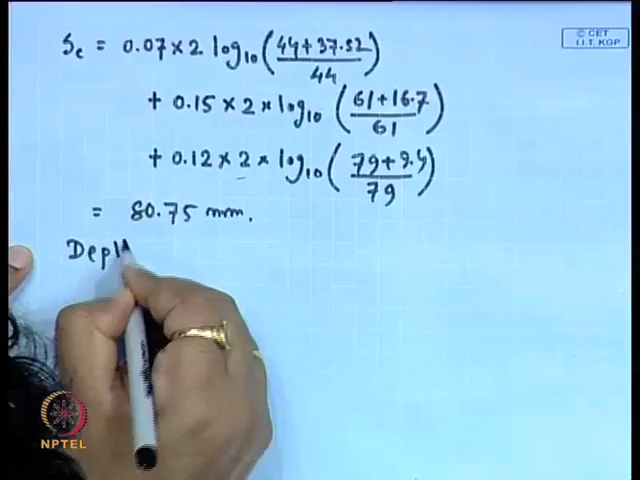 Sc = 0.07 × 2 log10 (44 + 37.52 / 44)
+ 0.15 × 2 × log10 (61 + 16.7 / 61)
+ 0.12 × 2 × log10 (79 + 9.4 / 79)
= 80.75 mm.
Dept
© CET
I.I.T. KGP
NPTEL